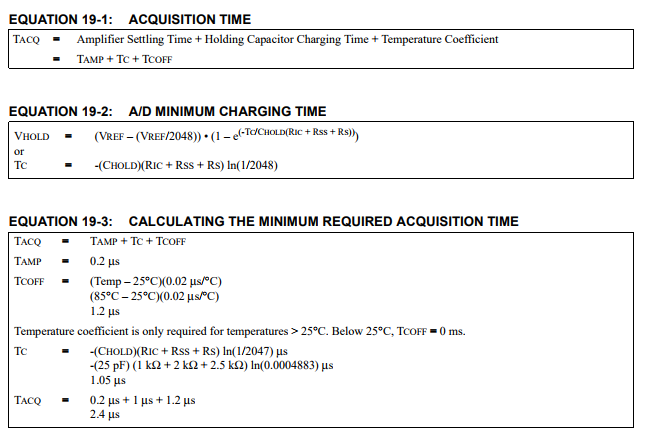 EQUATION 19-1: ACQUISITION TIME
TACQ = Amplifier Settling Time + Holding Capacitor Charging Time + Temperature Coefficient
= TAMP + TC + TCOFF
EQUATION 19-2: A/D MINIMUM CHARGING TIME
VHOLD = (VREF – (VREF/2048)) • (1 – e(-TC/CHOLD(RIC + RSS + RS)))
or
TC = -(CHOLD)(RIC + RSS + RS) ln(1/2048)
EQUATION 19-3: CALCULATING THE MINIMUM REQUIRED ACQUISITION TIME
TACQ = TAMP + TC + TCOFF
TAMP = 0.2 μs
TCOFF = (Temp – 25°C)(0.02 μs/°C)
(85°C – 25°C)(0.02 μs/°C)
1.2 μs
Temperature coefficient is only required for temperatures > 25°C. Below 25°C, TCOFF = 0 ms.
TC = -(CHOLD)(RIC + RSS + RS) ln(1/2047) μs
-(25 pF) (1 kΩ + 2 kΩ + 2.5 kΩ) ln(0.0004883) μs
1.05 μs
TACQ = 0.2 μs + 1 μs + 1.2 μs
2.4 μs